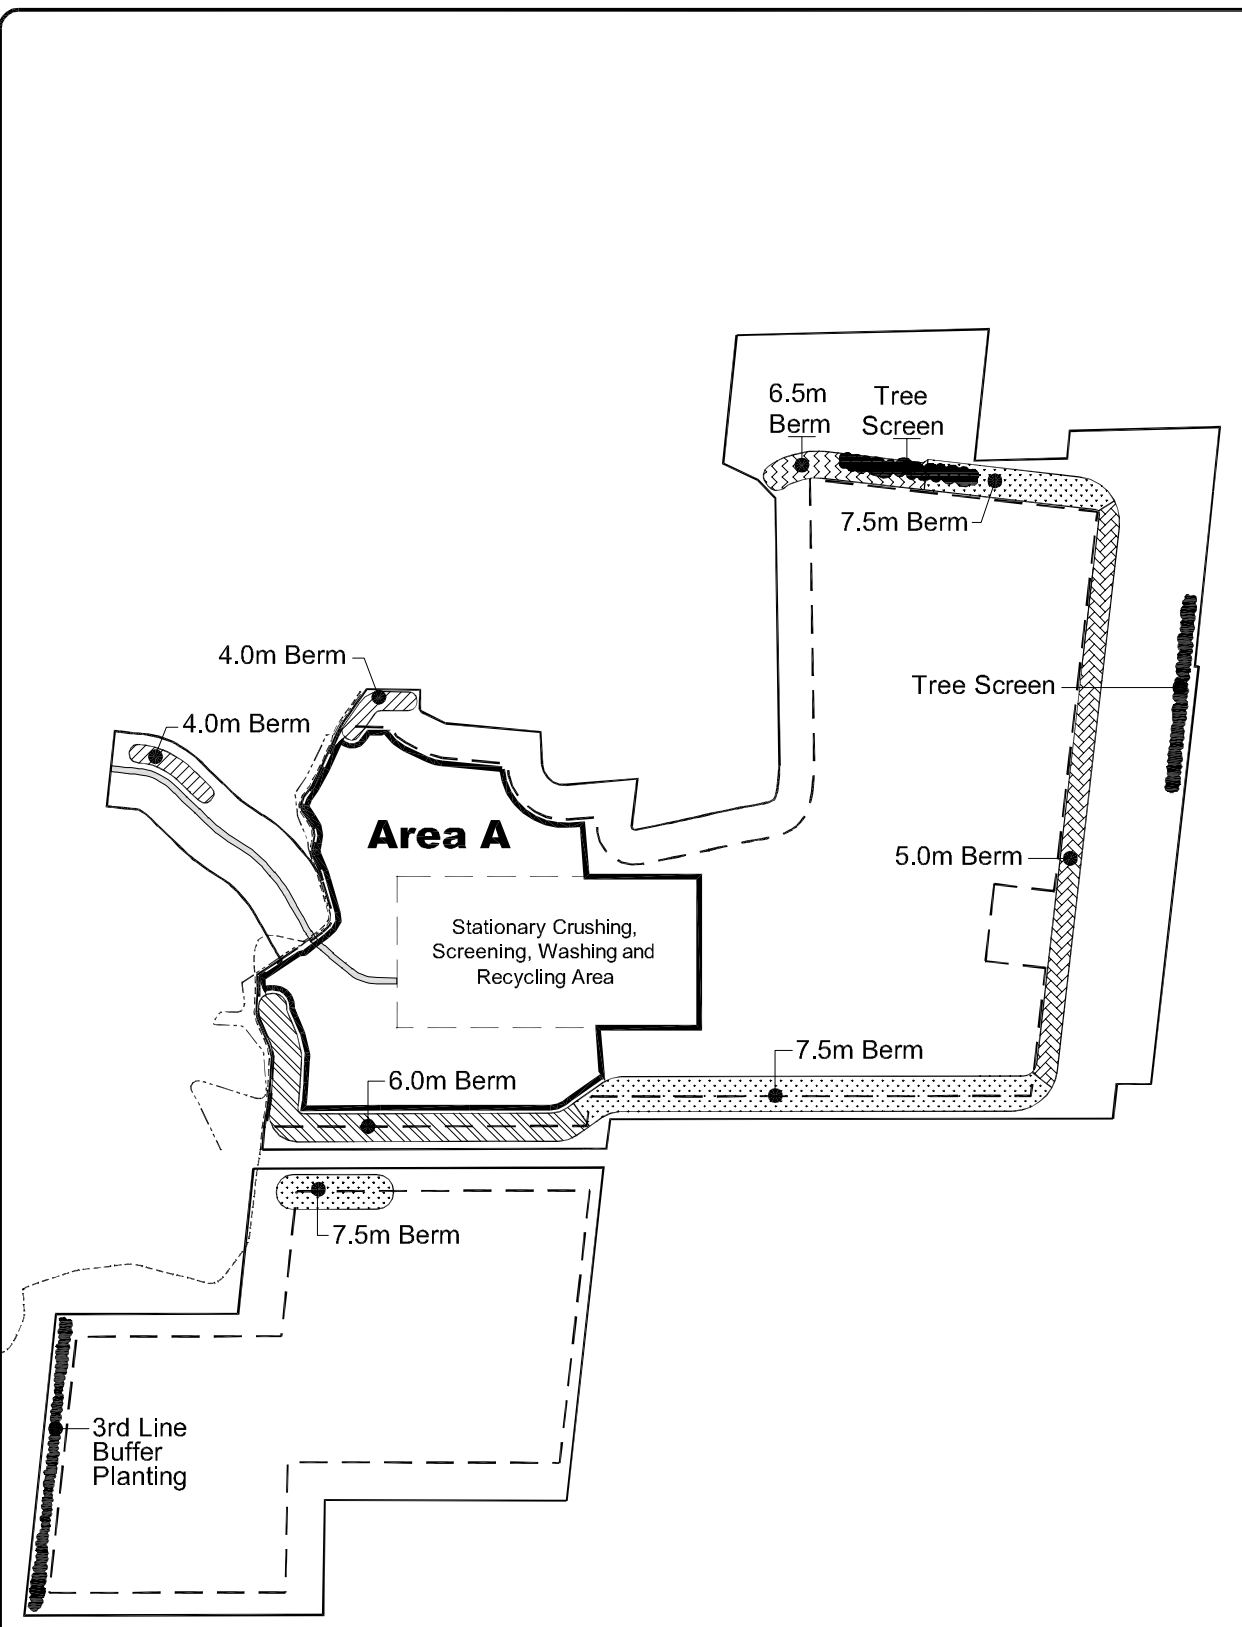 6.5m
Berm
Tree
Screen
7.5m Berm
4.0m Berm
Tree Screen
4.0m Berm
Area A
5.0m Berm
Stationary Crushing,
Screening, Washing and
Recycling Area
7.5m Berm
6.0m Berm
7.5m Berm
3rd Line
Buffer
Planting